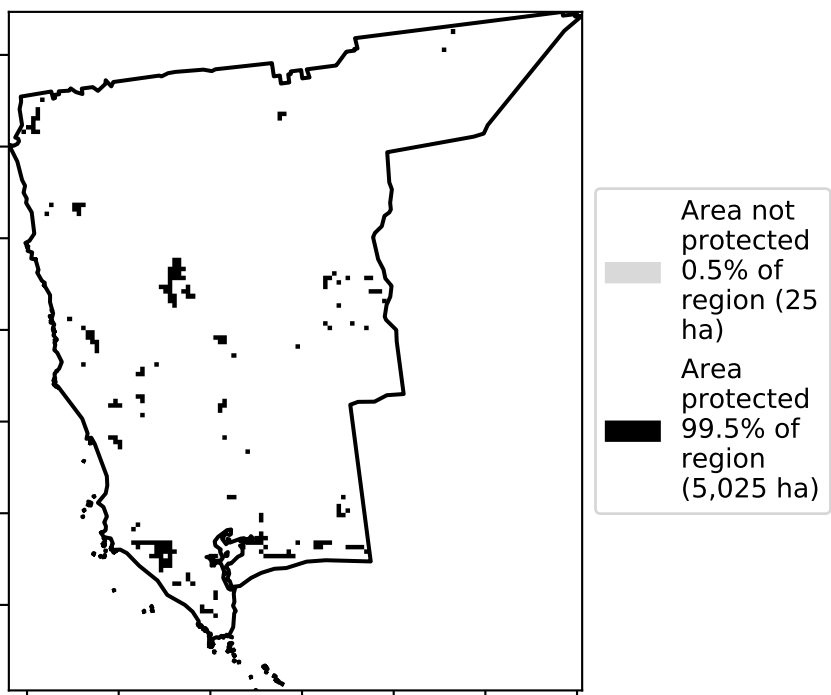 Area not
protected
0.5% of
region (25
ha)
Area
protected
99.5% of
region
(5,025 ha)